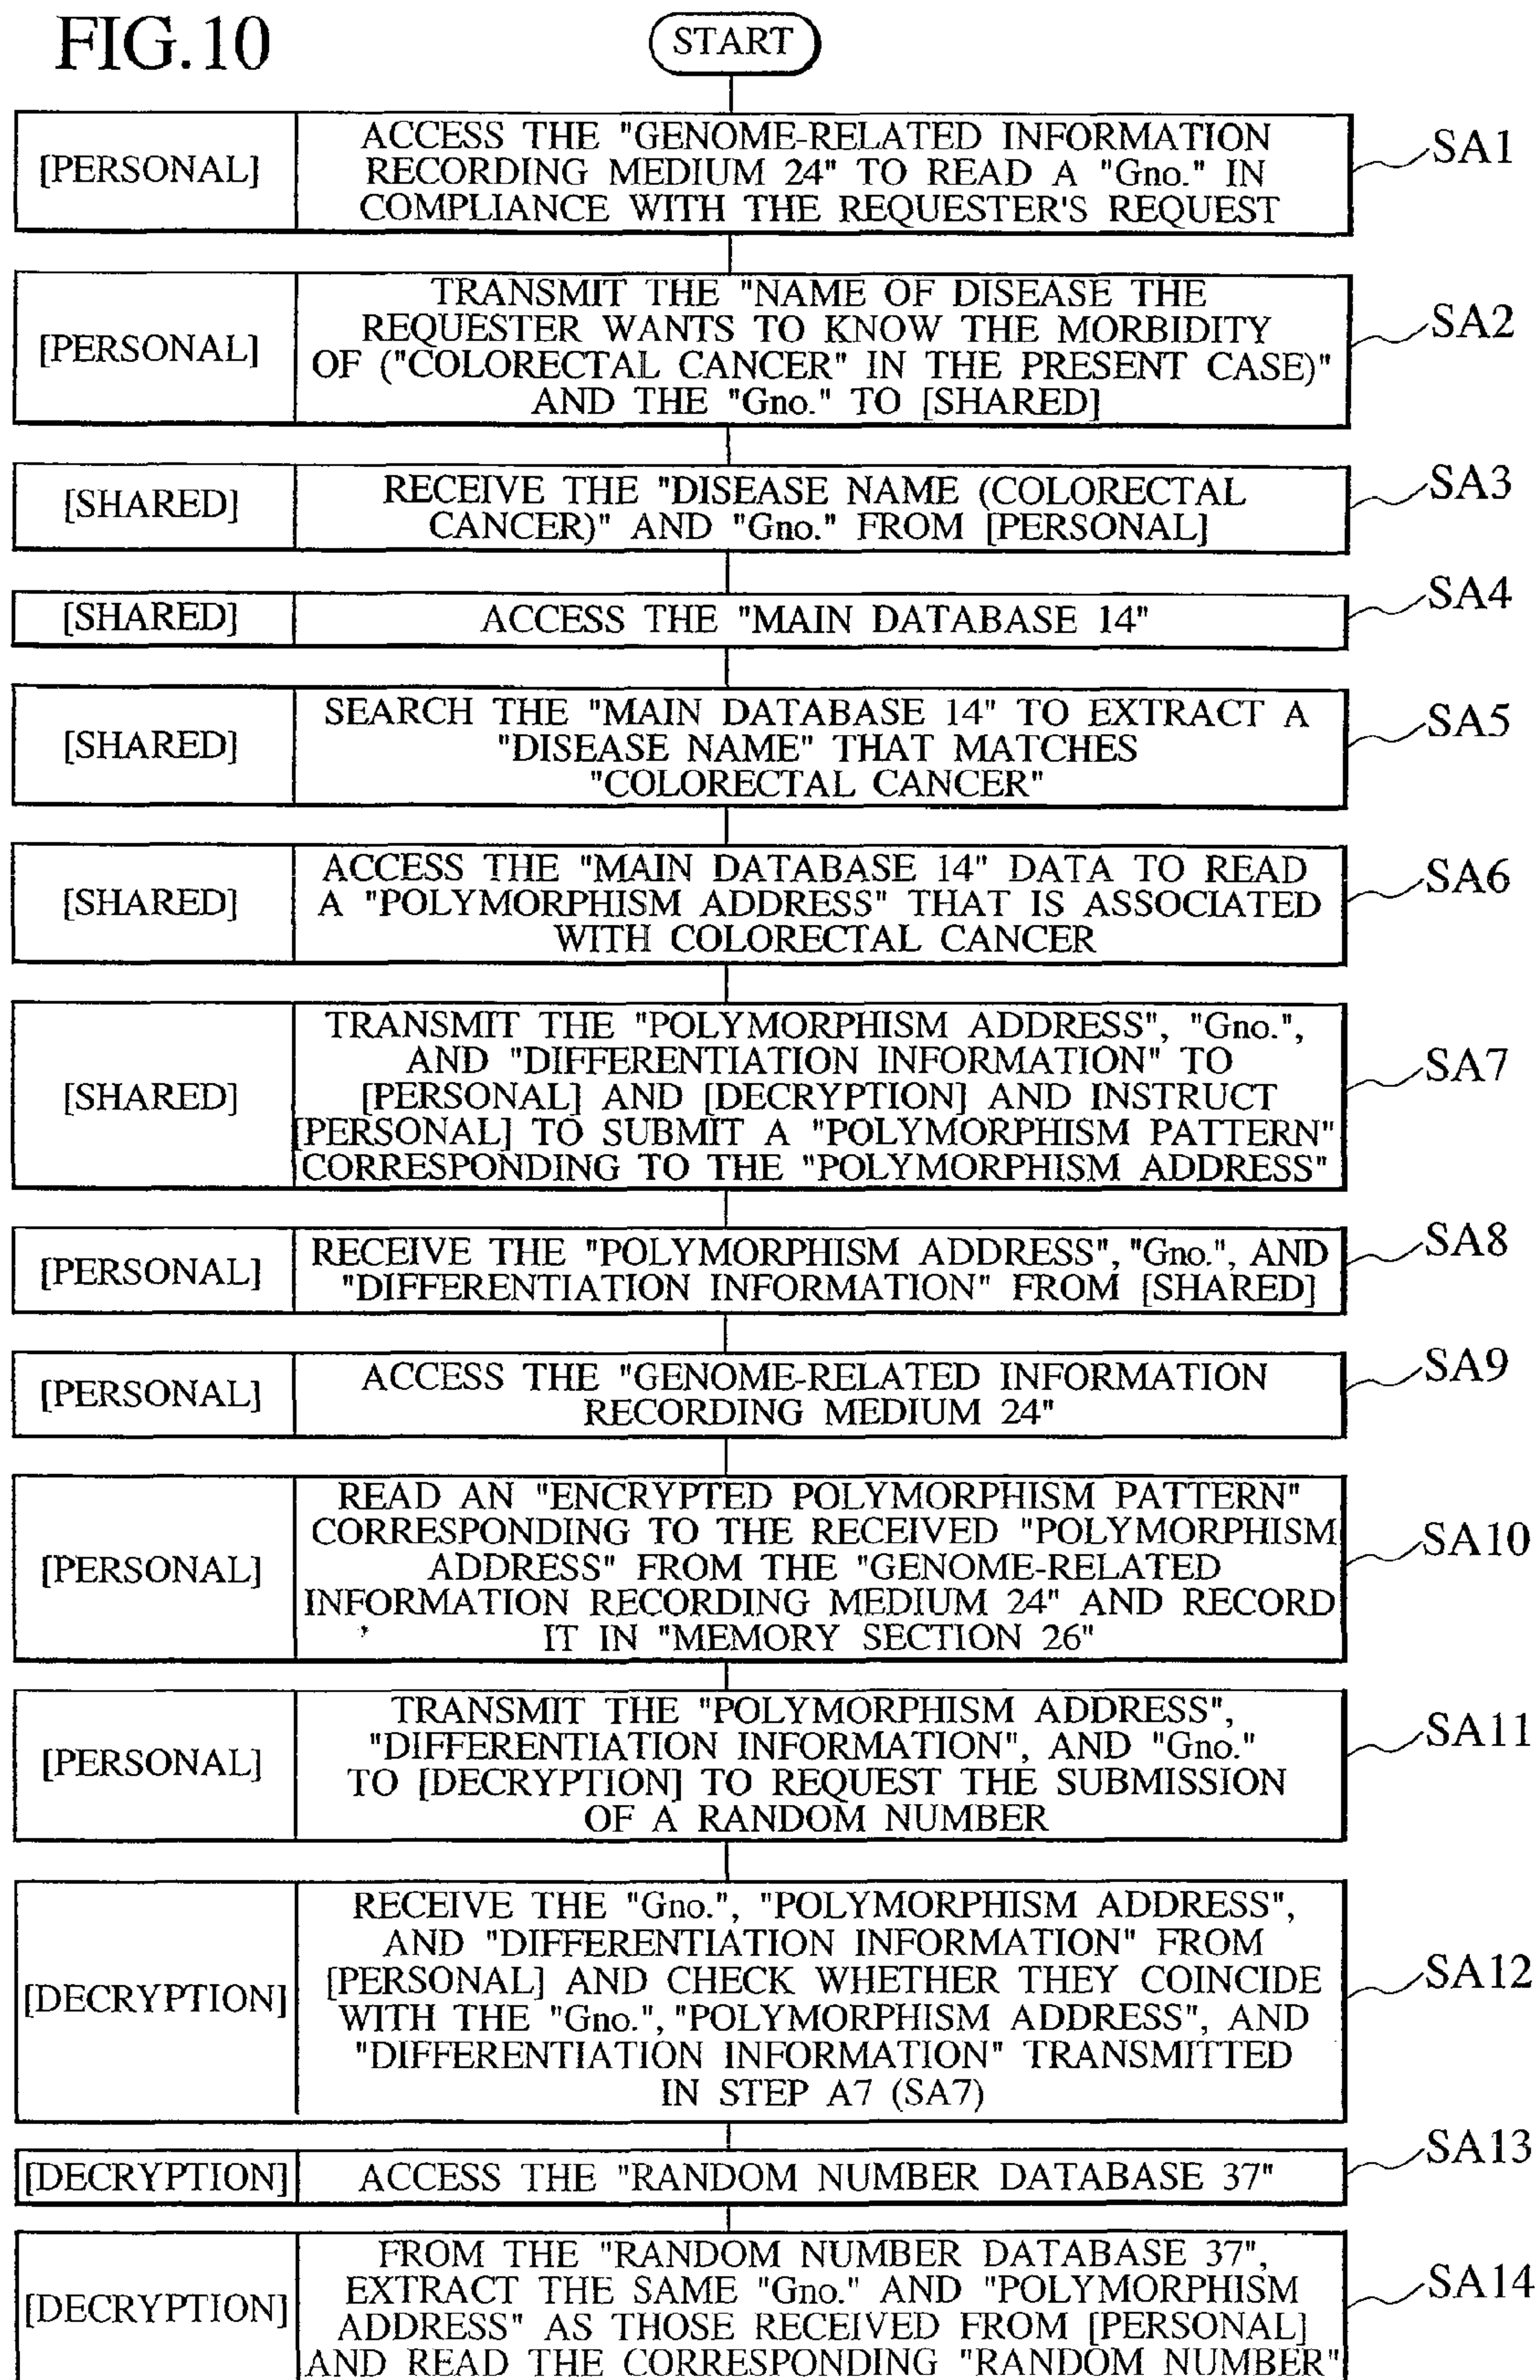 FIG.10
START
[PERSONAL]
ACCESS THE "GENOME-RELATED INFORMATION
RECORDING MEDIUM 24" TO READ A "Gno." IN
COMPLIANCE WITH THE REQUESTER'S REQUEST
SA1
[PERSONAL]
TRANSMIT THE "NAME OF DISEASE THE
REQUESTER WANTS TO KNOW THE MORBIDITY
OF ("COLORECTAL CANCER" IN THE PRESENT CASE)"
AND THE "Gno." TO [SHARED]
SA2
[SHARED]
RECEIVE THE "DISEASE NAME (COLORECTAL
CANCER)" AND "Gno." FROM [PERSONAL]
SA3
[SHARED]
ACCESS THE "MAIN DATABASE 14"
SA4
[SHARED]
SEARCH THE "MAIN DATABASE 14" TO EXTRACT A
"DISEASE NAME" THAT MATCHES
"COLORECTAL CANCER"
SA5
[SHARED]
ACCESS THE "MAIN DATABASE 14" DATA TO READ
A "POLYMORPHISM ADDRESS" THAT IS ASSOCIATED
WITH COLORECTAL CANCER
SA6
[SHARED]
TRANSMIT THE "POLYMORPHISM ADDRESS", "Gno.",
AND "DIFFERENTIATION INFORMATION" TO
[PERSONAL] AND [DECRYPTION] AND INSTRUCT
[PERSONAL] TO SUBMIT A "POLYMORPHISM PATTERN"
CORRESPONDING TO THE "POLYMORPHISM ADDRESS"
SA7
[PERSONAL]
RECEIVE THE "POLYMORPHISM ADDRESS", "Gno.", AND
"DIFFERENTIATION INFORMATION" FROM [SHARED]
SA8
[PERSONAL]
ACCESS THE "GENOME-RELATED INFORMATION
RECORDING MEDIUM 24"
SA9
[PERSONAL]
READ AN "ENCRYPTED POLYMORPHISM PATTERN"
CORRESPONDING TO THE RECEIVED "POLYMORPHISM
ADDRESS" FROM THE "GENOME-RELATED
INFORMATION RECORDING MEDIUM 24" AND RECORD
IT IN "MEMORY SECTION 26"
SA10
[PERSONAL]
TRANSMIT THE "POLYMORPHISM ADDRESS",
"DIFFERENTIATION INFORMATION", AND "Gno."
TO [DECRYPTION] TO REQUEST THE SUBMISSION
OF A RANDOM NUMBER
SA11
[DECRYPTION]
RECEIVE THE "Gno.", "POLYMORPHISM ADDRESS",
AND "DIFFERENTIATION INFORMATION" FROM
[PERSONAL] AND CHECK WHETHER THEY COINCIDE
WITH THE "Gno.", "POLYMORPHISM ADDRESS", AND
"DIFFERENTIATION INFORMATION" TRANSMITTED
IN STEP A7 (SA7)
SA12
[DECRYPTION]
ACCESS THE "RANDOM NUMBER DATABASE 37"
SA13
[DECRYPTION]
FROM THE "RANDOM NUMBER DATABASE 37",
EXTRACT THE SAME "Gno." AND "POLYMORPHISM
ADDRESS" AS THOSE RECEIVED FROM [PERSONAL]
AND READ THE CORRESPONDING "RANDOM NUMBER"
SA14